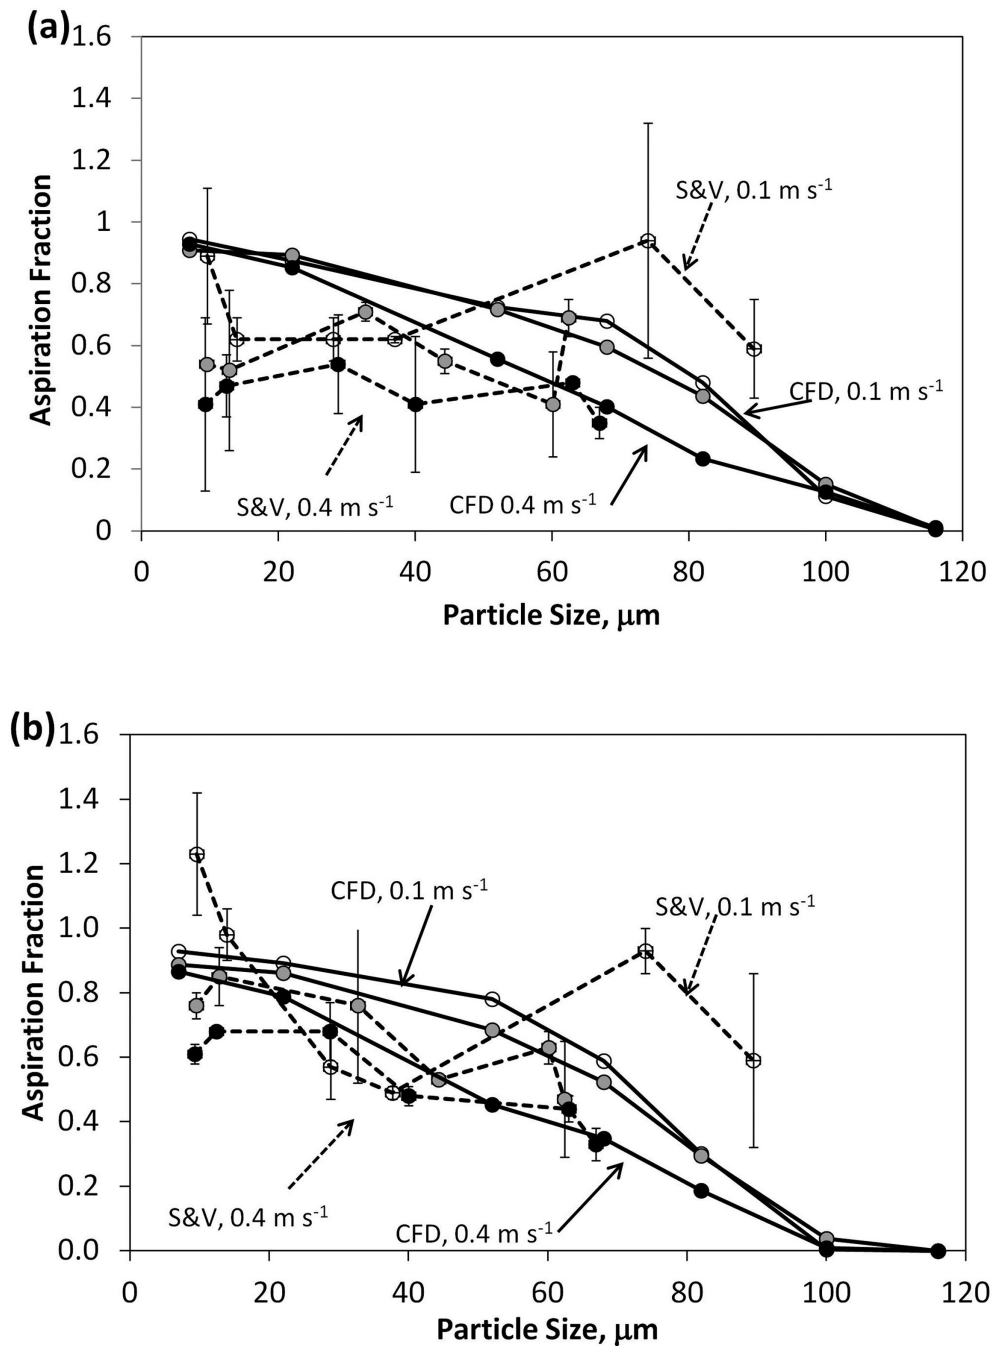 (a)
1.6
1.4
1.2
1
0.8
0.6
0.4
0.2
0
Aspiration Fraction
S&V, 0.1 m s⁻¹
CFD, 0.1 m s⁻¹
S&V, 0.4 m s⁻¹
CFD 0.4 m s⁻¹
0 20 40 60 80 100 120
Particle Size, μm
(b)
1.6
1.4
1.2
1.0
0.8
0.6
0.4
0.2
0.0
Aspiration Fraction
CFD, 0.1 m s⁻¹
S&V, 0.1 m s⁻¹
S&V, 0.4 m s⁻¹
CFD, 0.4 m s⁻¹
0 20 40 60 80 100 120
Particle Size, μm